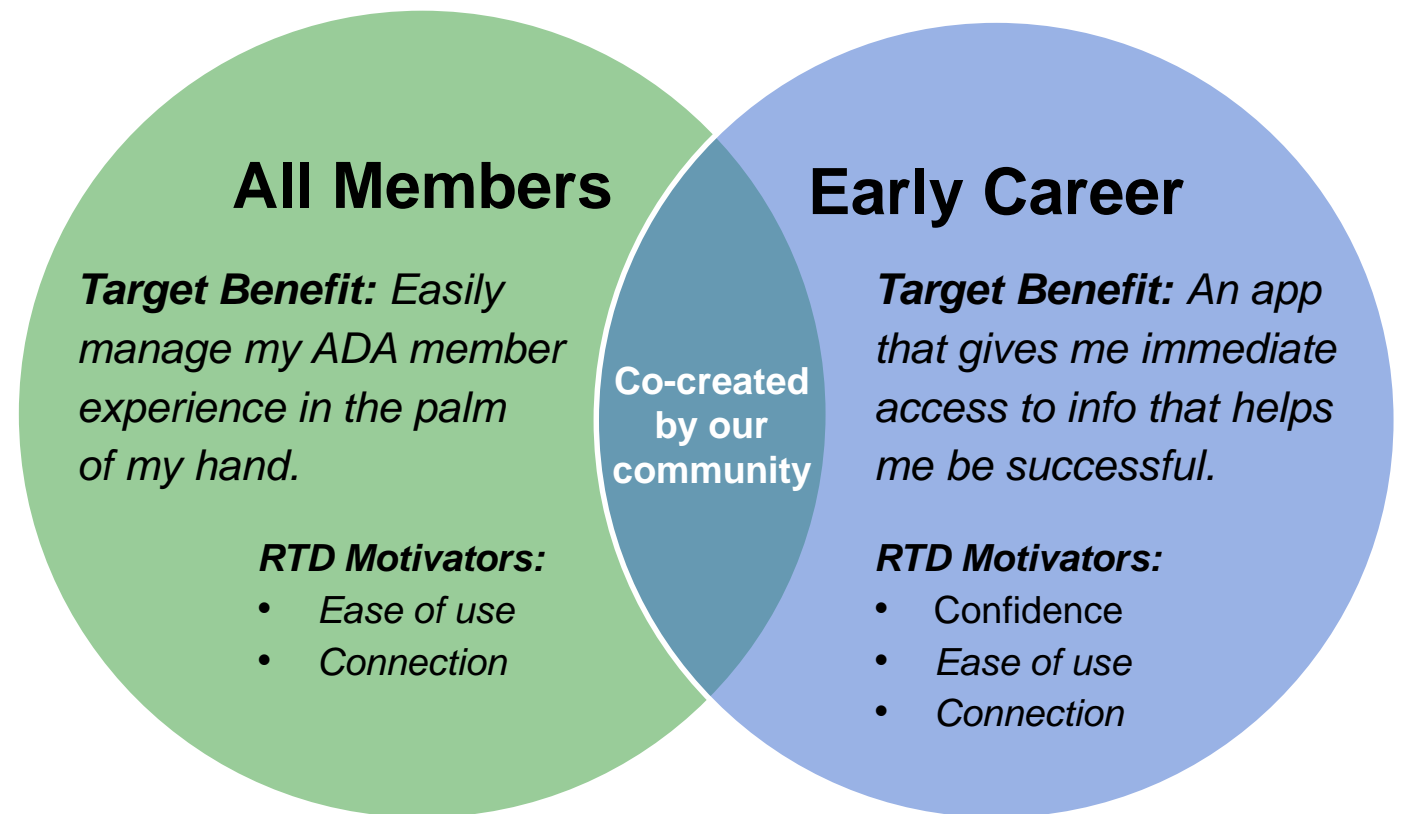 All Members
Target Benefit: Easily
manage my ADA member
experience in the palm
of my hand.
RTD Motivators:
• Ease of use
• Connection
Co-created
by our
community
Early Career
Target Benefit: An app
that gives me immediate
access to info that helps
me be successful.
RTD Motivators:
• Confidence
• Ease of use
• Connection